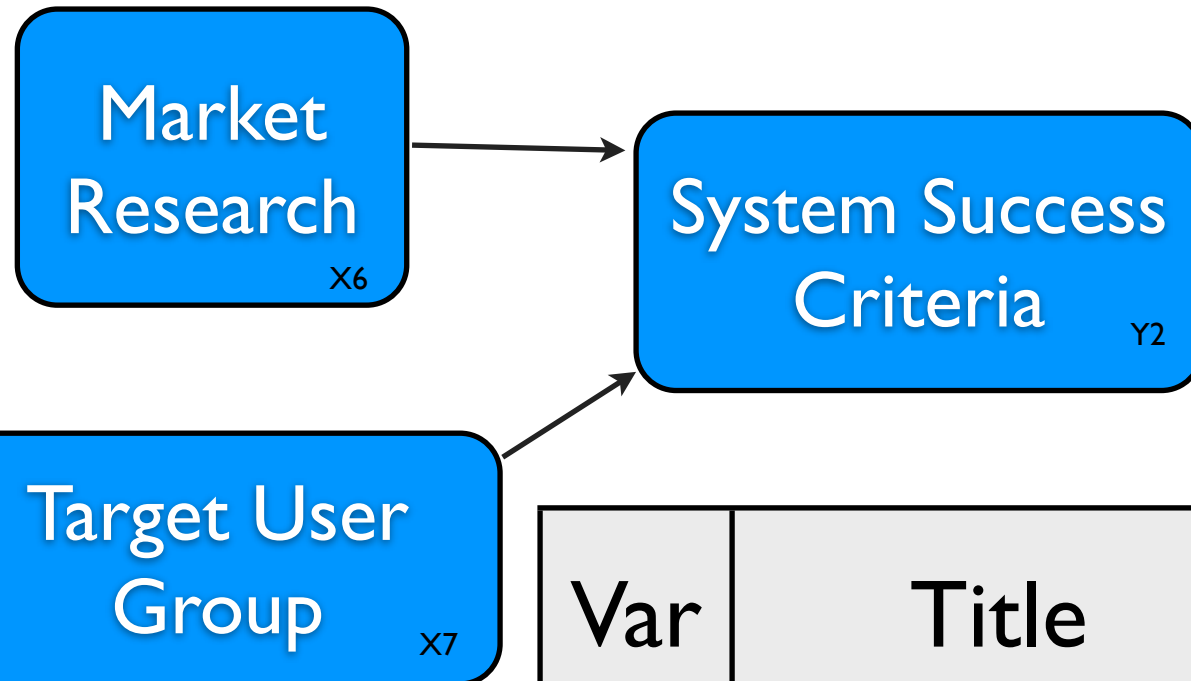 Market
Research
X6
System Success
Criteria
Y2
Target User
Group
X7
Var
Title